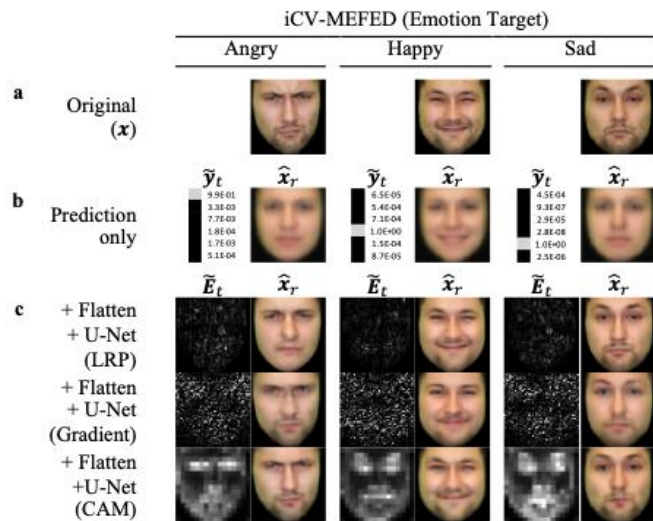 iCV-MEFED (Emotion Target)
Angry Happy Sad
a Original
(x)
ỹₜ x̂ᵣ ỹₜ x̂ᵣ ỹₜ x̂ᵣ
b Prediction
only
9.9E-01 6.5E-05 4.5E-04
3.3E-03 5.4E-04 9.3E-07
7.7E-03 7.1E-04 2.9E-05
1.8E-04 1.0E+00 2.8E-08
1.7E-03 1.5E-04 1.0E+00
5.1E-04 8.7E-05 2.5E-06
Ẽₜ x̂ᵣ Ẽₜ x̂ᵣ Ẽₜ x̂ᵣ
c + Flatten
+ U-Net
(LRP)
+ Flatten
+ U-Net
(Gradient)
+ Flatten
+U-Net
(CAM)